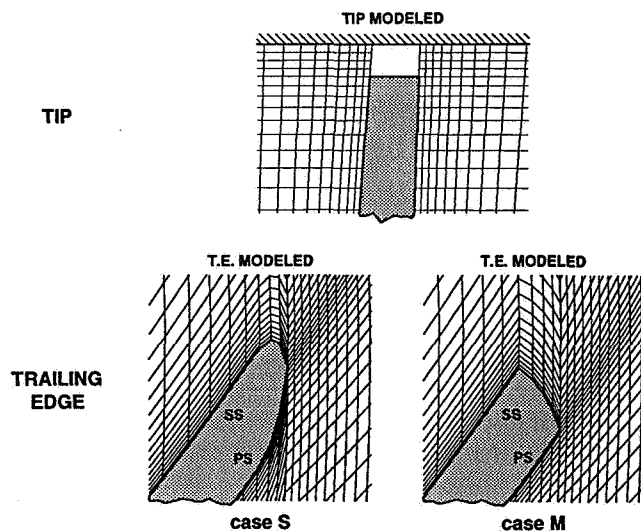 TIP MODELED
TIP
T.E. MODELED
T.E. MODELED
TRAILING
EDGE
SS
PS
SS
PS
case S
case M